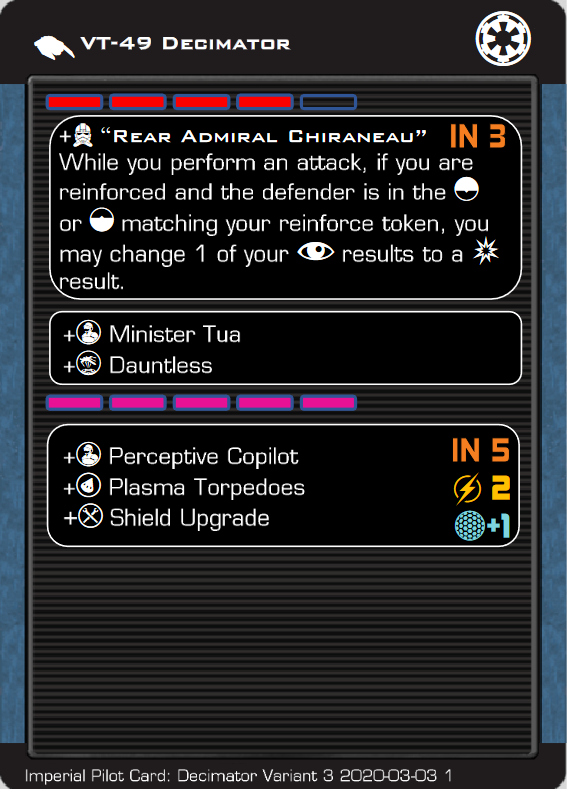 VT-49 Decimator
+ “Rear Admiral Chiraneau” IN 3
While you perform an attack, if you are
reinforced and the defender is in the
or matching your reinforce token, you
may change 1 of your results to a
result.
+ Minister Tua
+ Dauntless
+ Perceptive Copilot IN 5
+ Plasma Torpedoes 2
+ Shield Upgrade +1
Imperial Pilot Card: Decimator Variant 3 2020-03-03 1